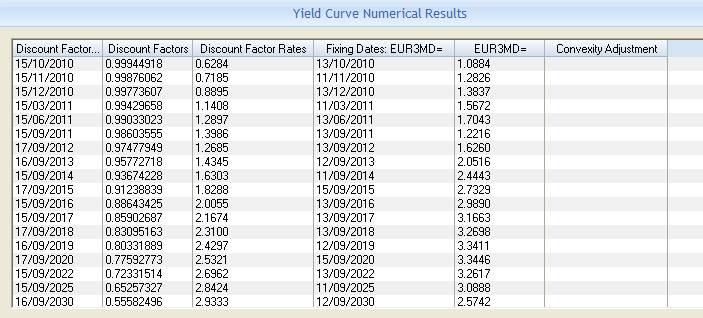 Yield Curve Numerical Results
Discount Factor... Discount Factors Discount Factor Rates Fixing Dates: EUR3MD= EUR3MD= Convexity Adjustment
15/10/2010 0.99944918 0.6284 13/10/2010 1.0884
15/11/2010 0.99876062 0.7185 11/11/2010 1.2826
15/12/2010 0.99773607 0.8895 13/12/2010 1.3837
15/03/2011 0.99429658 1.1408 11/03/2011 1.5672
15/06/2011 0.99033023 1.2897 13/06/2011 1.7043
15/09/2011 0.98603555 1.3986 13/09/2011 1.2216
17/09/2012 0.97477949 1.2685 13/09/2012 1.6260
16/09/2013 0.95772718 1.4345 12/09/2013 2.0516
15/09/2014 0.93674228 1.6303 11/09/2014 2.4443
17/09/2015 0.91238839 1.8288 15/09/2015 2.7329
15/09/2016 0.88643425 2.0055 13/09/2016 2.9890
15/09/2017 0.85902687 2.1674 13/09/2017 3.1663
17/09/2018 0.83095163 2.3100 13/09/2018 3.2698
16/09/2019 0.80331889 2.4297 12/09/2019 3.3411
17/09/2020 0.77592773 2.5321 15/09/2020 3.3446
15/09/2022 0.72331514 2.6962 13/09/2022 3.2617
15/09/2025 0.65257327 2.8424 11/09/2025 3.0888
16/09/2030 0.55582496 2.9333 12/09/2030 2.5742